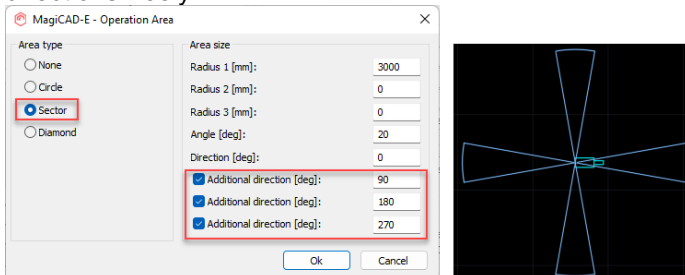 MagiCAD-E - Operation Area
Area type
None
Circle
Sector
Diamond
Area size
Radius 1 [mm]: 3000
Radius 2 [mm]: 0
Radius 3 [mm]: 0
Angle [deg]: 20
Direction [deg]: 0
Additional direction [deg]: 90
Additional direction [deg]: 180
Additional direction [deg]: 270
Ok Cancel